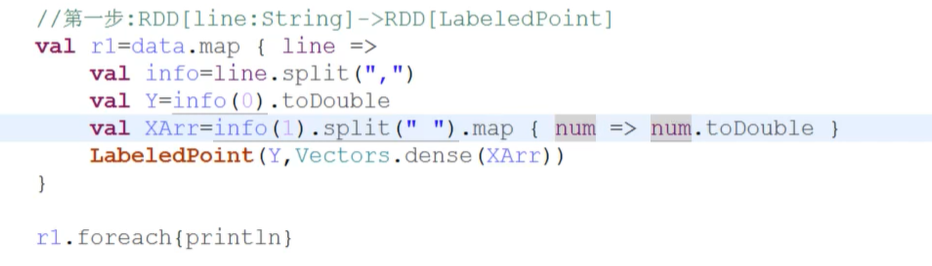 //第一步:RDD[line:String]->RDD[LabeledPoint]
val r1=data.map { line =>
    val info=line.split(",")
    val Y=info(0).toDouble
    val XArr=info(1).split(" ").map { num => num.toDouble }
    LabeledPoint(Y,Vectors.dense(XArr))
}
r1.foreach{println}